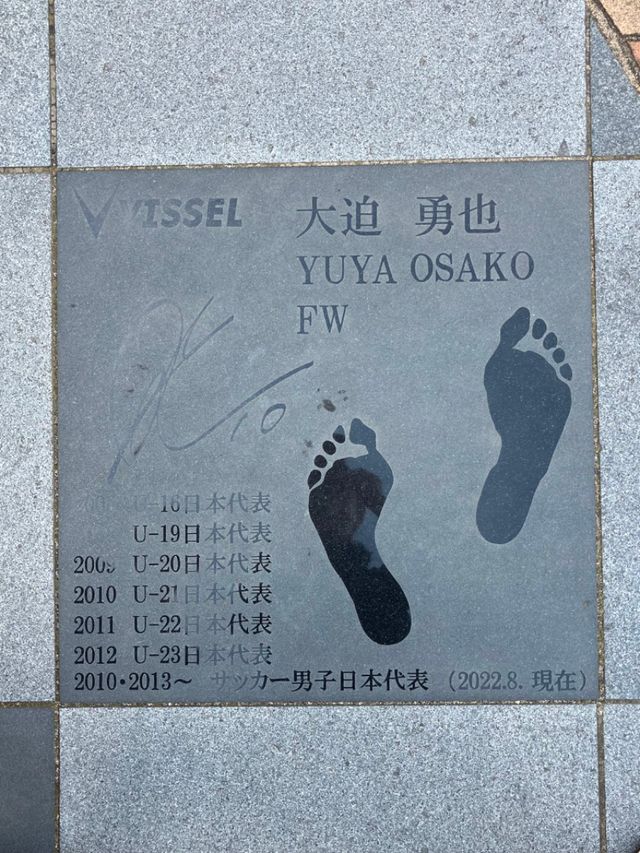 VISSEL
大迫 勇也
YUYA OSAKO
FW
10
U-16日本代表
U-19日本代表
2009 U-20日本代表
2010 U-21日本代表
2011 U-22日本代表
2012 U-23日本代表
2010・2013～ サッカー男子日本代表 (2022.8. 現在)